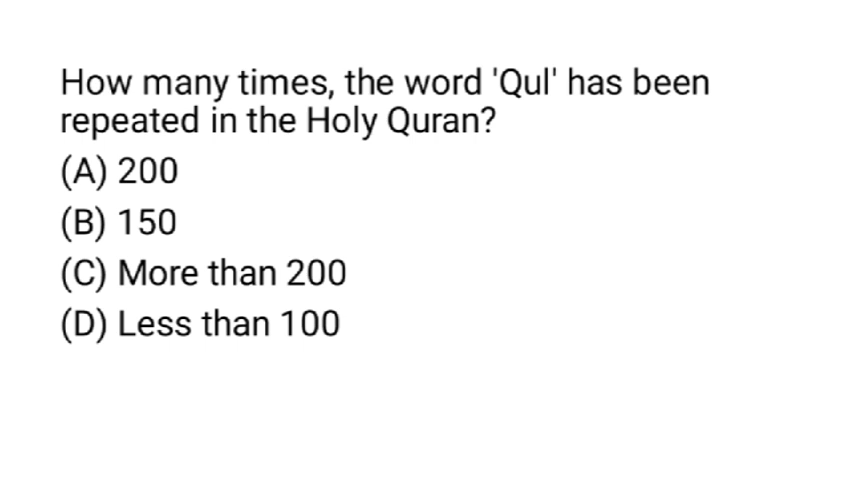 How many times, the word 'Qul' has been
repeated in the Holy Quran?
(A) 200
(B) 150
(C) More than 200
(D) Less than 100